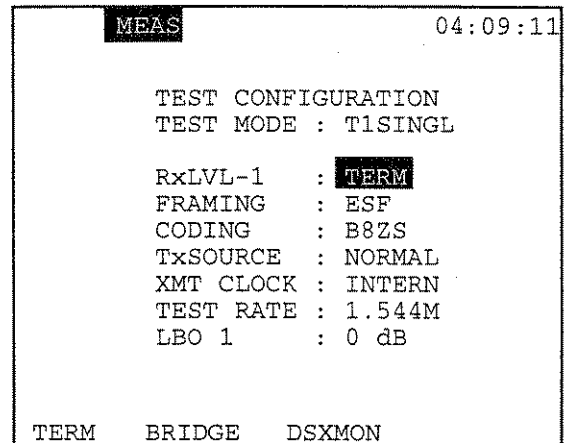 MEAS 04:09:11
TEST CONFIGURATION
TEST MODE : T1SINGL
RxLVL-1 : TERM
FRAMING : ESF
CODING : B8ZS
TxSOURCE : NORMAL
XMT CLOCK : INTERN
TEST RATE : 1.544M
LBO 1 : 0 dB
TERM BRIDGE DSXMON